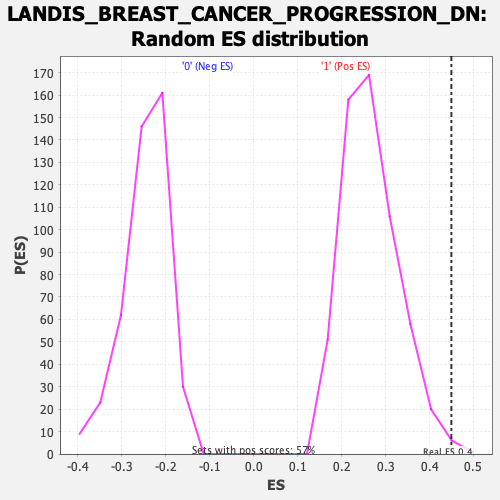 LANDIS_BREAST_CANCER_PROGRESSION_DN:
Random ES distribution
'0' (Neg ES) '1' (Pos ES)
170
160
150
140
130
120
110
100
90
80
70
60
50
40
30
20
10
0
P(ES)
Sets with pos scores: 57%
Real ES 0.4
-0.4 -0.3 -0.2 -0.1 0.0 0.1 0.2 0.3 0.4 0.5
ES